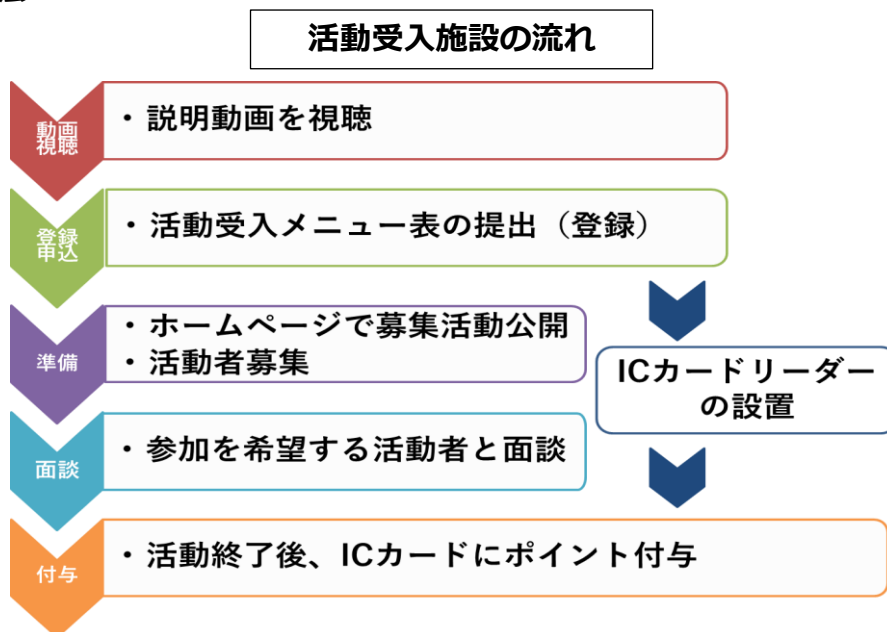 活動受入施設の流れ
動画
視聴
・説明動画を視聴
登録
申込
・活動受入メニュー表の提出（登録）
準備
・ホームページで募集活動公開
・活動者募集
ICカードリーダー
の設置
面談
・参加を希望する活動者と面談
付与
・活動終了後、ICカードにポイント付与